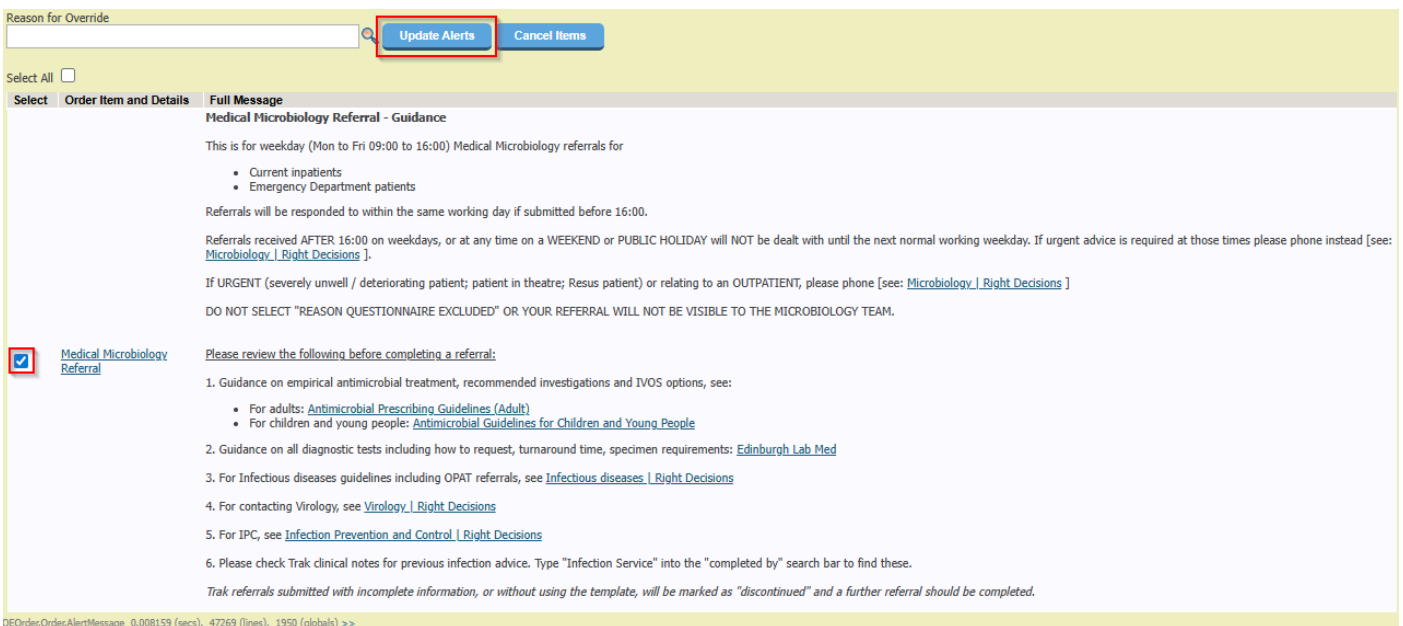 Reason for Override
Update Alerts
Cancel Items
Select All
Select Order Item and Details Full Message
Medical Microbiology Referral - Guidance
This is for weekday (Mon to Fri 09:00 to 16:00) Medical Microbiology referrals for
• Current inpatients
• Emergency Department patients
Referrals will be responded to within the same working day if submitted before 16:00.
Referrals received AFTER 16:00 on weekdays, or at any time on a WEEKEND or PUBLIC HOLIDAY will NOT be dealt with until the next normal working weekday. If urgent advice is required at those times please phone instead [see:
Microbiology | Right Decisions ].
If URGENT (severely unwell / deteriorating patient; patient in theatre; Resus patient) or relating to an OUTPATIENT, please phone [see: Microbiology | Right Decisions ]
DO NOT SELECT "REASON QUESTIONNAIRE EXCLUDED" OR YOUR REFERRAL WILL NOT BE VISIBLE TO THE MICROBIOLOGY TEAM.
Medical Microbiology
Referral
Please review the following before completing a referral:
1. Guidance on empirical antimicrobial treatment, recommended investigations and IVOS options, see:
• For adults: Antimicrobial Prescribing Guidelines (Adult)
• For children and young people: Antimicrobial Guidelines for Children and Young People
2. Guidance on all diagnostic tests including how to request, turnaround time, specimen requirements: Edinburgh Lab Med
3. For Infectious diseases guidelines including OPAT referrals, see Infectious diseases | Right Decisions
4. For contacting Virology, see Virology | Right Decisions
5. For IPC, see Infection Prevention and Control | Right Decisions
6. Please check Trak clinical notes for previous infection advice. Type "Infection Service" into the "completed by" search bar to find these.
Trak referrals submitted with incomplete information, or without using the template, will be marked as "discontinued" and a further referral should be completed.
OEOrder.Order.AlertMessage 0.008159 (secs), 47269 (lines), 1950 (globals) >>